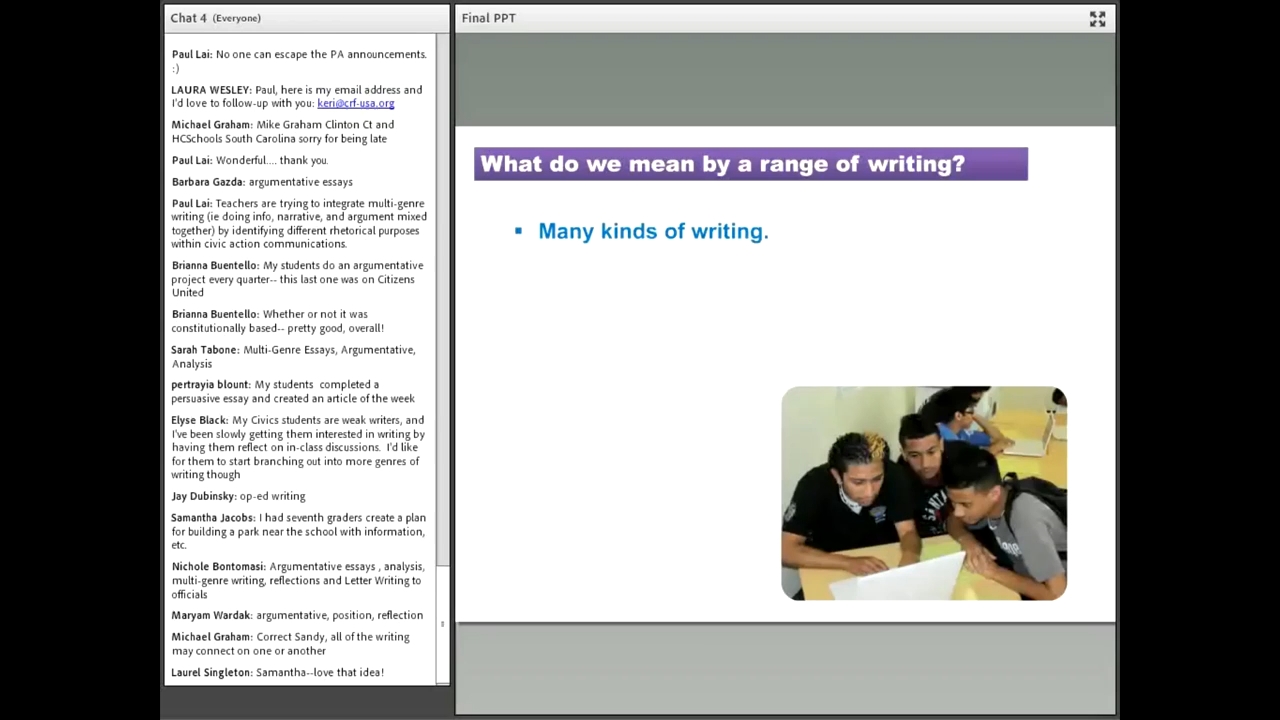 Chat 4 (Everyone)
Paul Lai: No one can escape the PA announcements.
:)
LAURA WESLEY: Paul, here is my email address and
I'd love to follow-up with you: keri@crf-usa.org
Michael Graham: Mike Graham Clinton Ct and
HCSchools South Carolina sorry for being late
Paul Lai: Wonderful.... thank you.
Barbara Gazda: argumentative essays
Paul Lai: Teachers are trying to integrate multi-genre
writing (ie doing info, narrative, and argument mixed
together) by identifying different rhetorical purposes
within civic action communications.
Brianna Buentello: My students do an argumentative
project every quarter-- this last one was on Citizens
United
Brianna Buentello: Whether or not it was
constitutionally based-- pretty good, overall!
Sarah Tabone: Multi-Genre Essays, Argumentative,
Analysis
pertrayia blount: My students  completed a
persuasive essay and created an article of the week
Elyse Black: My Civics students are weak writers, and
I've been slowly getting them interested in writing by
having them reflect on in-class discussions.  I'd like
for them to start branching out into more genres of
writing though
Jay Dubinsky: op-ed writing
Samantha Jacobs: I had seventh graders create a plan
for building a park near the school with information,
etc.
Nichole Bontomasi: Argumentative essays , analysis,
multi-genre writing, reflections and Letter Writing to
officials
Maryam Wardak: argumentative, position, reflection
Michael Graham: Correct Sandy, all of the writing
may connect on one or another
Laurel Singleton: Samantha--love that idea!
Final PPT
What do we mean by a range of writing?
▪ Many kinds of writing.